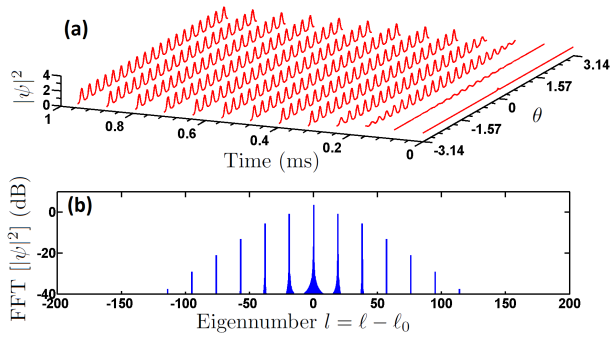 (a)
|ψ|²
4
2
0
1
0.8
0.6
0.4
0.2
0
Time (ms)
-3.14
-1.57
0
1.57
3.14
θ
(b)
FFT [|ψ|²] (dB)
0
-20
-40
-200 -150 -100 -50 0 50 100 150 200
Eigennumber l = ℓ − ℓ₀